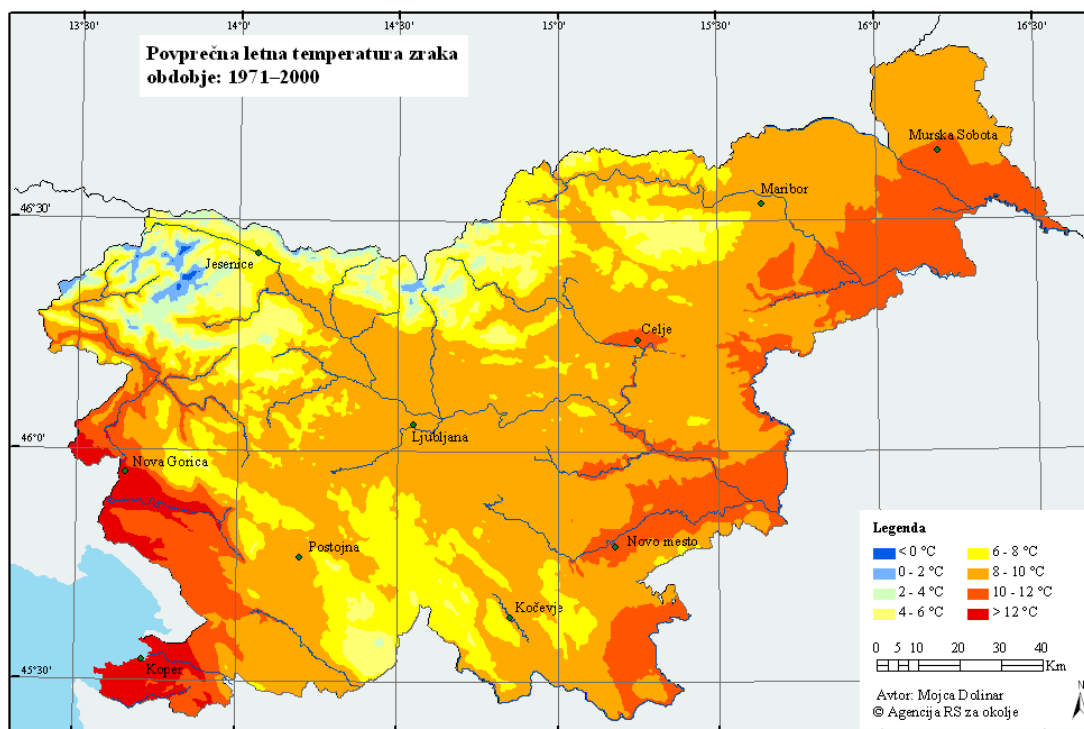 13°30'
14°0'
14°30'
15°0'
15°30'
16°0'
16°30'
Povprečna letna temperatura zraka
obdobje: 1971–2000
Murska Sobota
Maribor
46°30'
Jesenice
Celje
Ljubljana
46°0'
Nova Gorica
Novo mesto
Postojna
Kočevje
Koper
45°30'
Legenda
< 0 °C
0 - 2 °C
2 - 4 °C
4 - 6 °C
6 - 8 °C
8 - 10 °C
10 - 12 °C
>12 °C
0 5 10 20 30 40
Km
N
Avtor: Mojca Dolinar
© Agencija RS za okolje